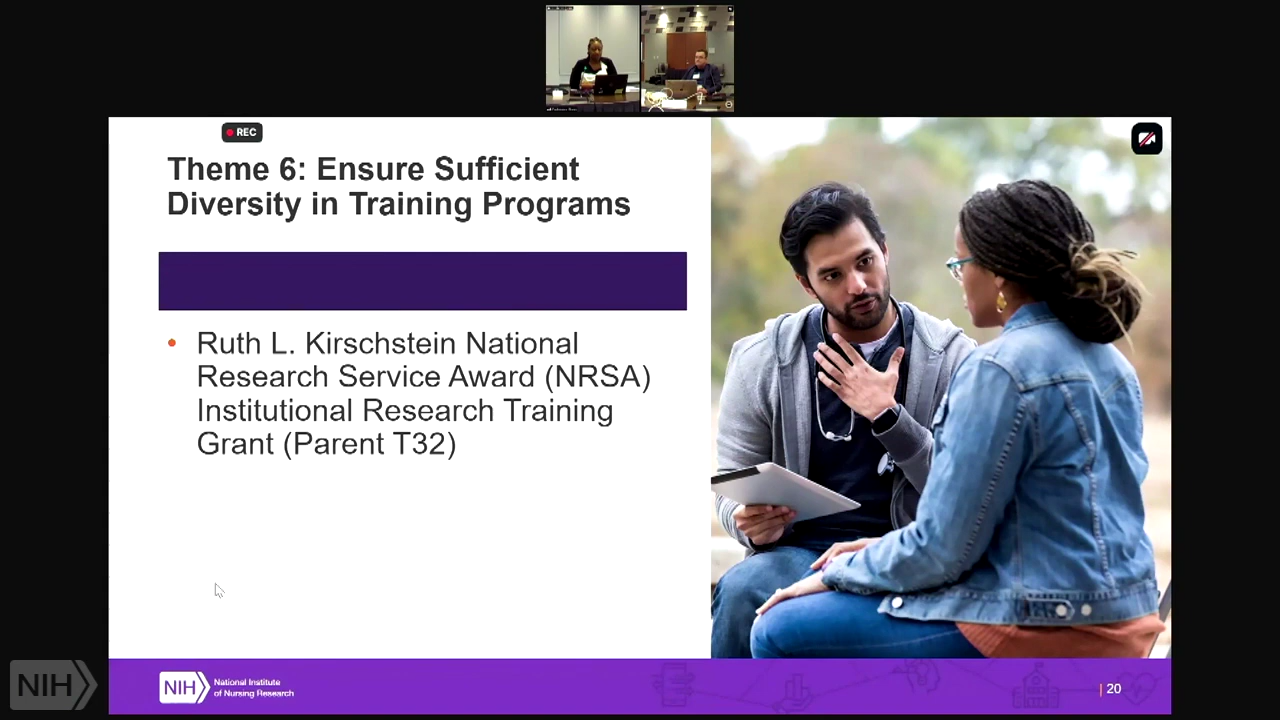 REC
Theme 6: Ensure Sufficient
Diversity in Training Programs
• Ruth L. Kirschstein National
Research Service Award (NRSA)
Institutional Research Training
Grant (Parent T32)
NIH
NIH
National Institute
of Nursing Research
| 20